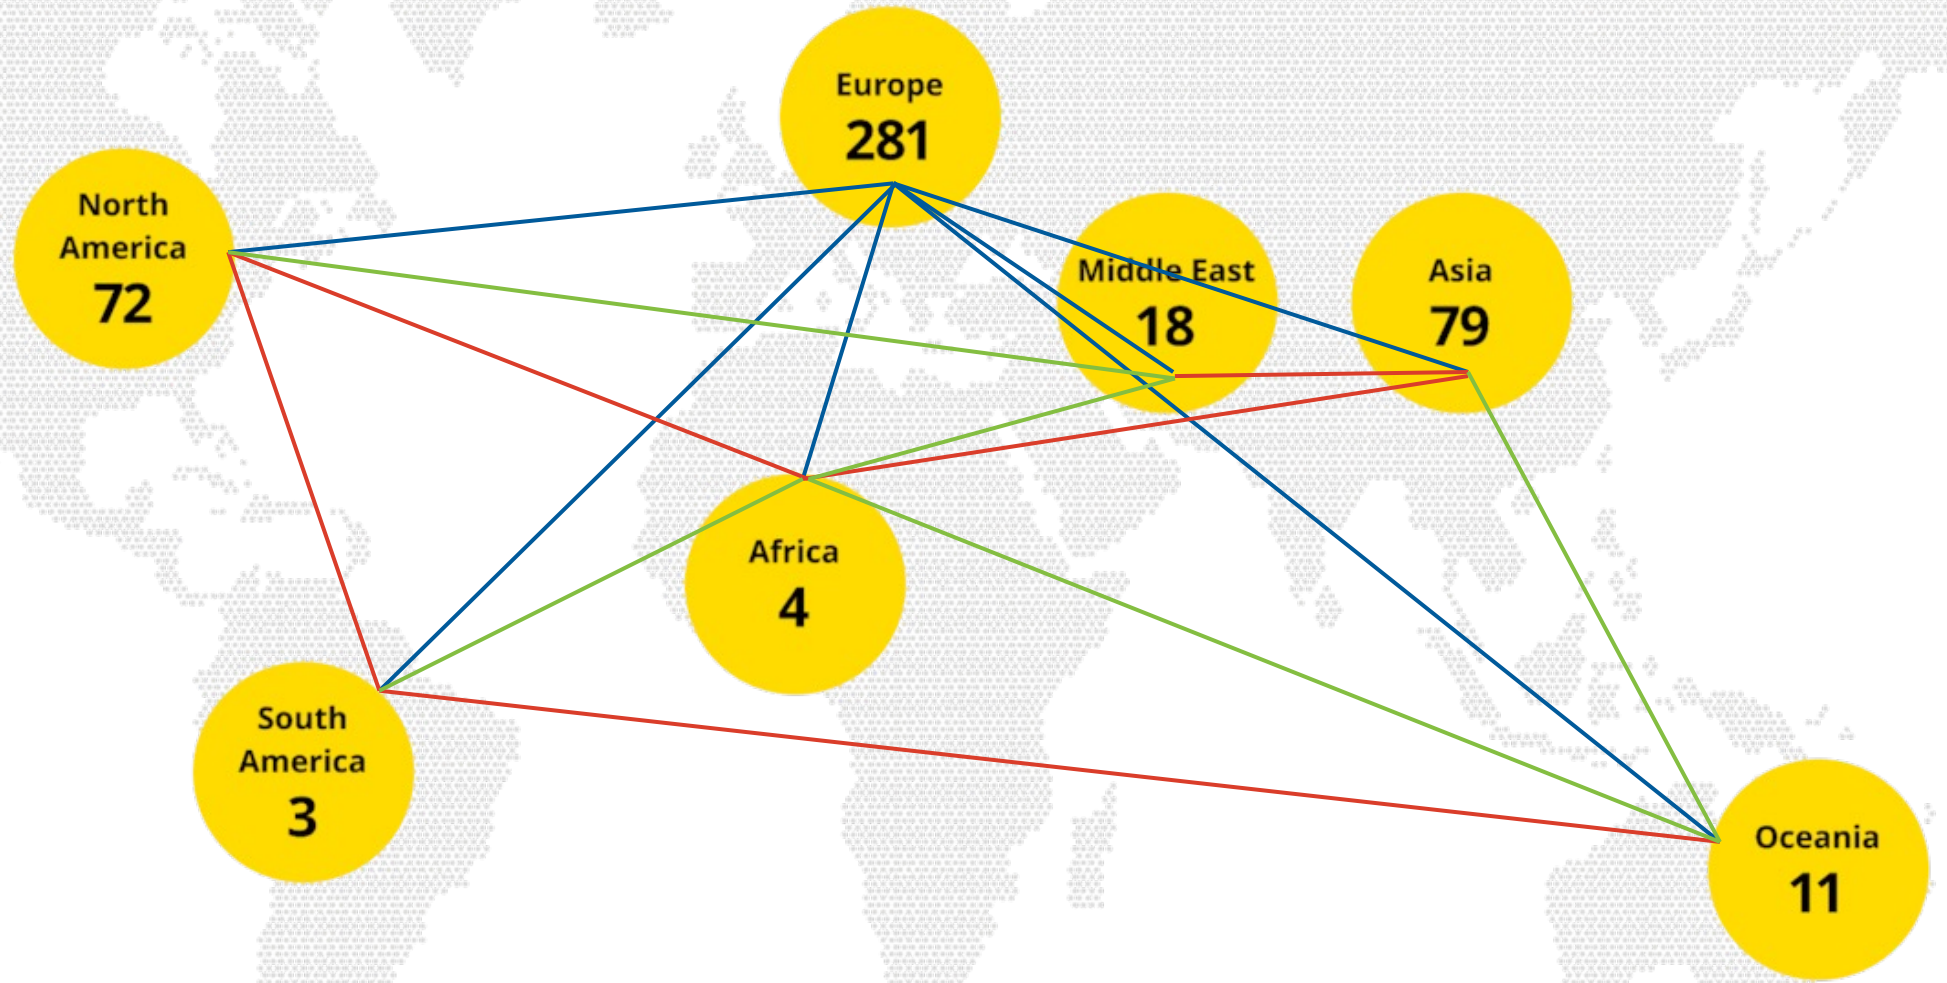 Europe
281
North
America
72
Middle East
18
Asia
79
Africa
4
South
America
3
Oceania
11